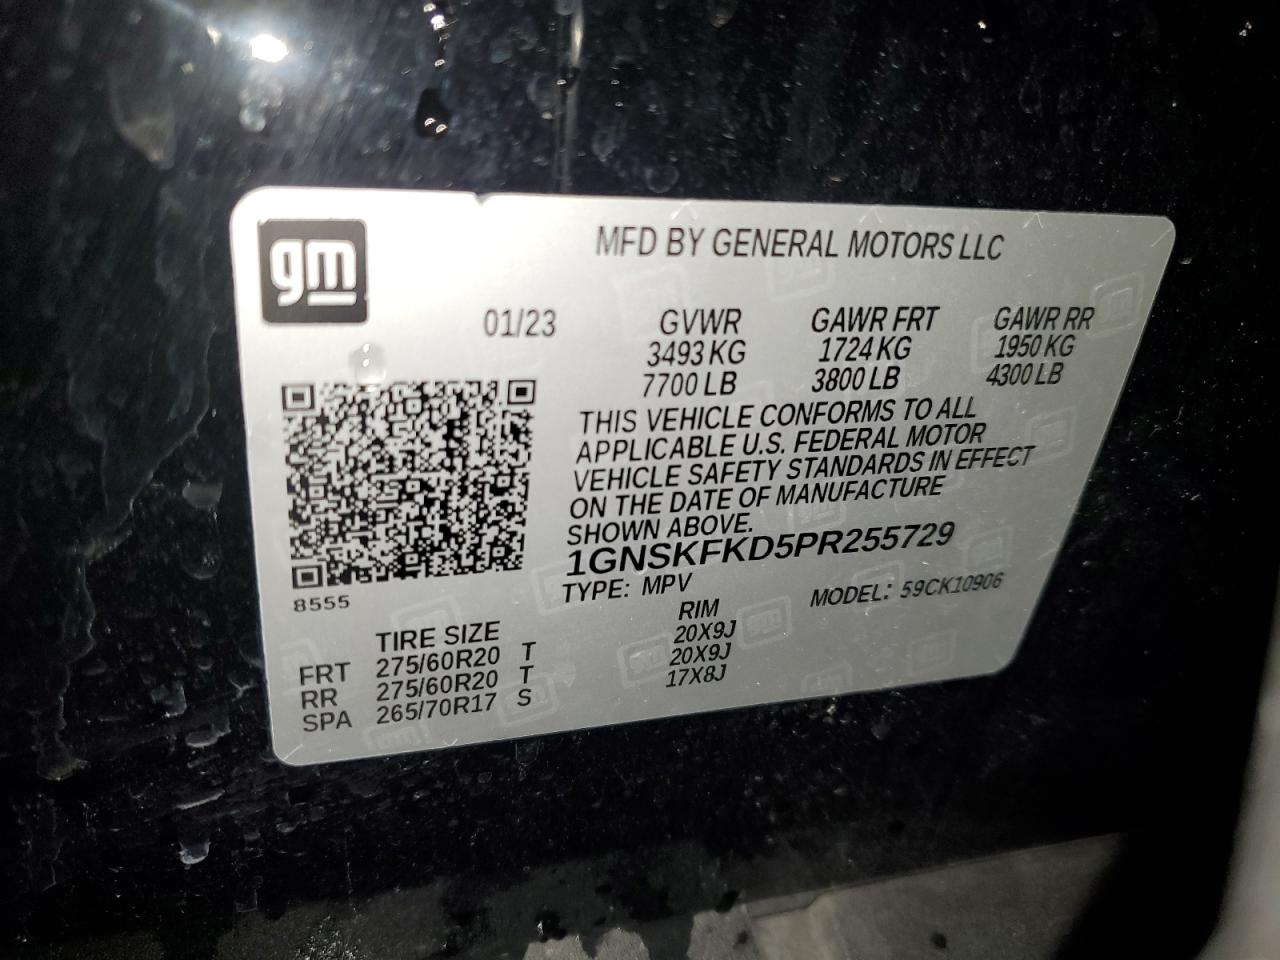 gm
MFD BY GENERAL MOTORS LLC
01/23 GVWR GAWR FRT GAWR RR
3493 KG 1724 KG 1950 KG
7700 LB 3800 LB 4300 LB
THIS VEHICLE CONFORMS TO ALL
APPLICABLE U.S. FEDERAL MOTOR
VEHICLE SAFETY STANDARDS IN EFFECT
ON THE DATE OF MANUFACTURE
SHOWN ABOVE.
1GNSKFKD5PR255729
TYPE: MPV MODEL: 59CK10906
8555
TIRE SIZE RIM
FRT 275/60R20 T 20X9J
RR 275/60R20 T 20X9J
SPA 265/70R17 S 17X8J